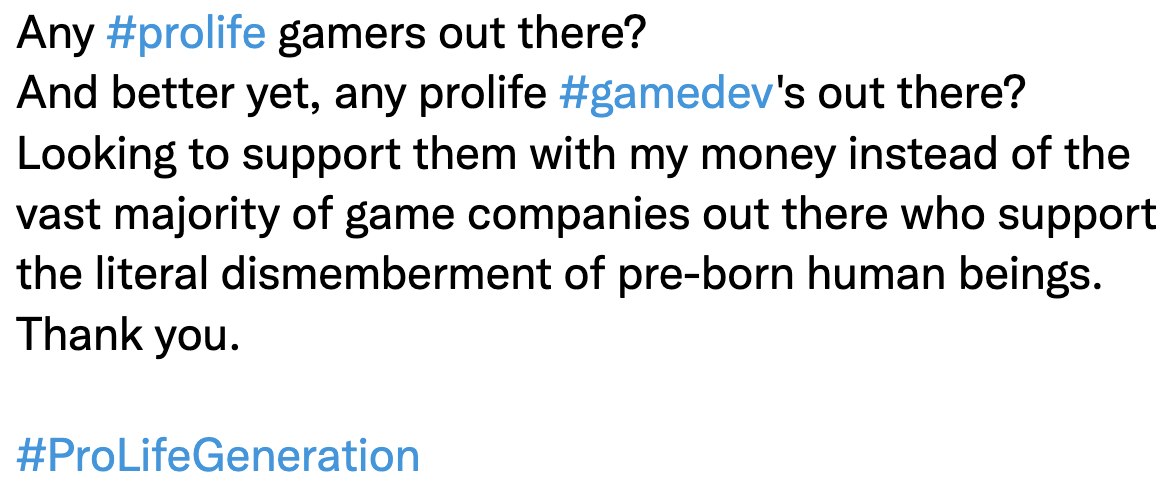 Any #prolife gamers out there?
And better yet, any prolife #gamedev's out there?
Looking to support them with my money instead of the
vast majority of game companies out there who support
the literal dismemberment of pre-born human beings.
Thank you.
#ProLifeGeneration